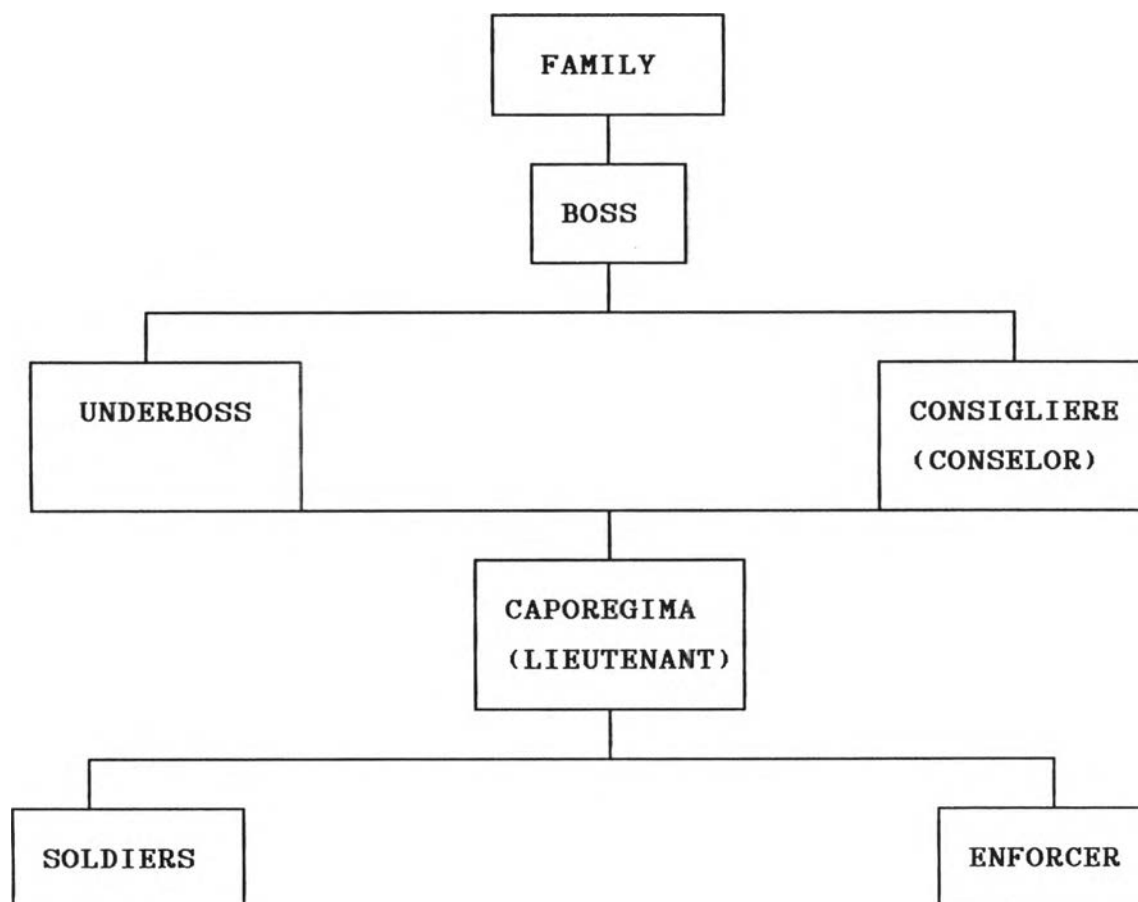 FAMILY
BOSS
UNDERBOSS
CONSIGLIERE
(CONSELOR)
CAPOREGIMA
(LIEUTENANT)
SOLDIERS
ENFORCER